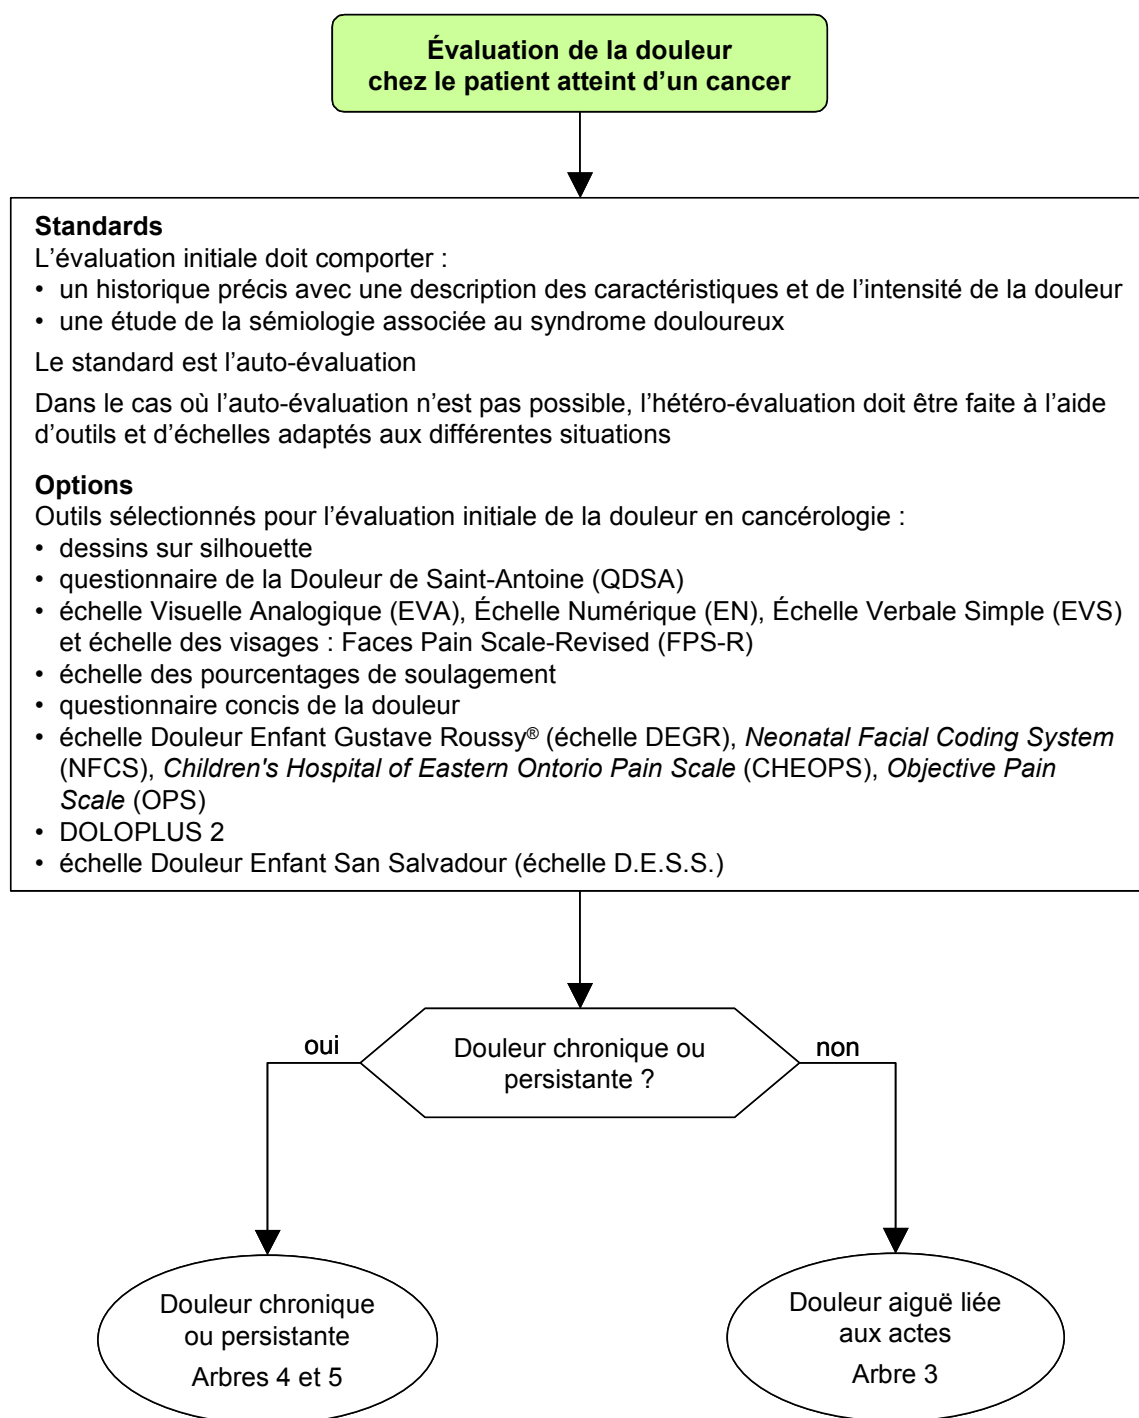 Évaluation de la douleur
chez le patient atteint d’un cancer
Standards
L’évaluation initiale doit comporter :
• un historique précis avec une description des caractéristiques et de l’intensité de la douleur
• une étude de la sémiologie associée au syndrome douloureux
Le standard est l’auto-évaluation
Dans le cas où l’auto-évaluation n’est pas possible, l’hétéro-évaluation doit être faite à l’aide
d’outils et d’échelles adaptés aux différentes situations
Options
Outils sélectionnés pour l’évaluation initiale de la douleur en cancérologie :
• dessins sur silhouette
• questionnaire de la Douleur de Saint-Antoine (QDSA)
• échelle Visuelle Analogique (EVA), Échelle Numérique (EN), Échelle Verbale Simple (EVS)
et échelle des visages : Faces Pain Scale-Revised (FPS-R)
• échelle des pourcentages de soulagement
• questionnaire concis de la douleur
• échelle Douleur Enfant Gustave Roussy® (échelle DEGR), Neonatal Facial Coding System
(NFCS), Children's Hospital of Eastern Ontorio Pain Scale (CHEOPS), Objective Pain
Scale (OPS)
• DOLOPLUS 2
• échelle Douleur Enfant San Salvadour (échelle D.E.S.S.)
oui
Douleur chronique ou
persistante ?
non
Douleur chronique
ou persistante
Arbres 4 et 5
Douleur aiguë liée
aux actes
Arbre 3